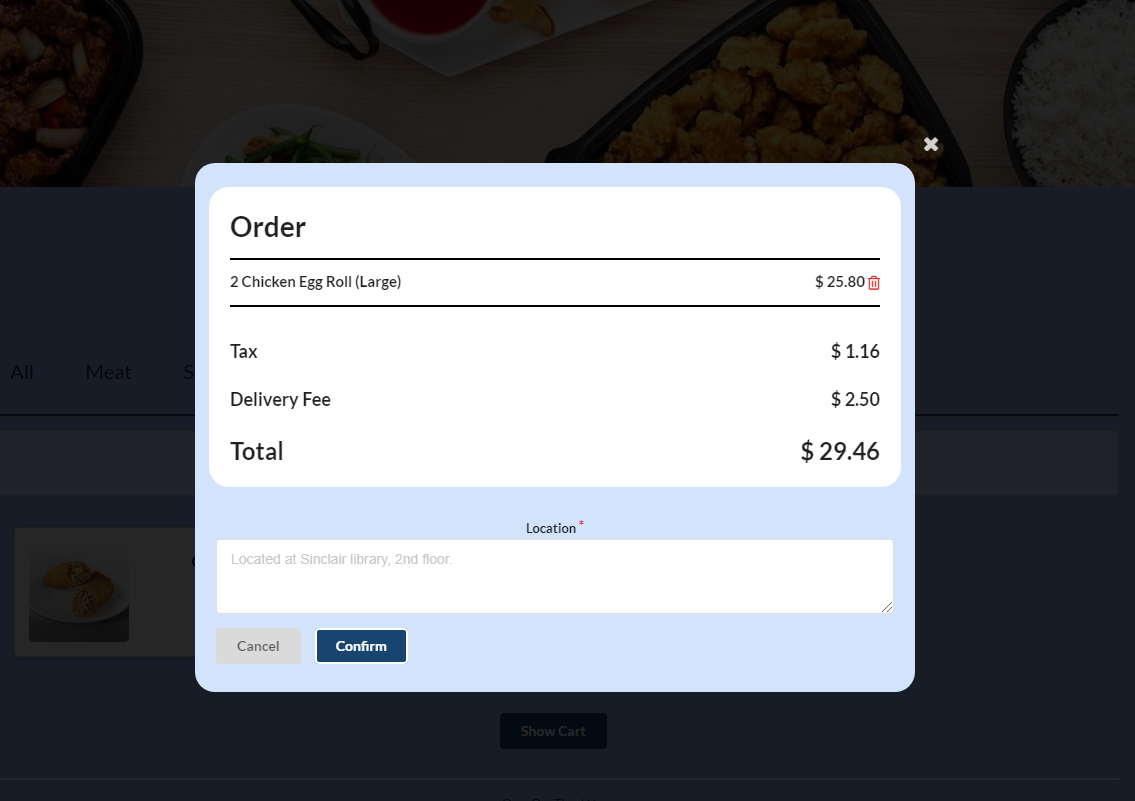 ✖
Order
2 Chicken Egg Roll (Large) $ 25.80
Tax $ 1.16
Delivery Fee $ 2.50
Total $ 29.46
All Meat
Location *
Located at Sinclair library, 2nd floor.
Cancel Confirm
Show Cart